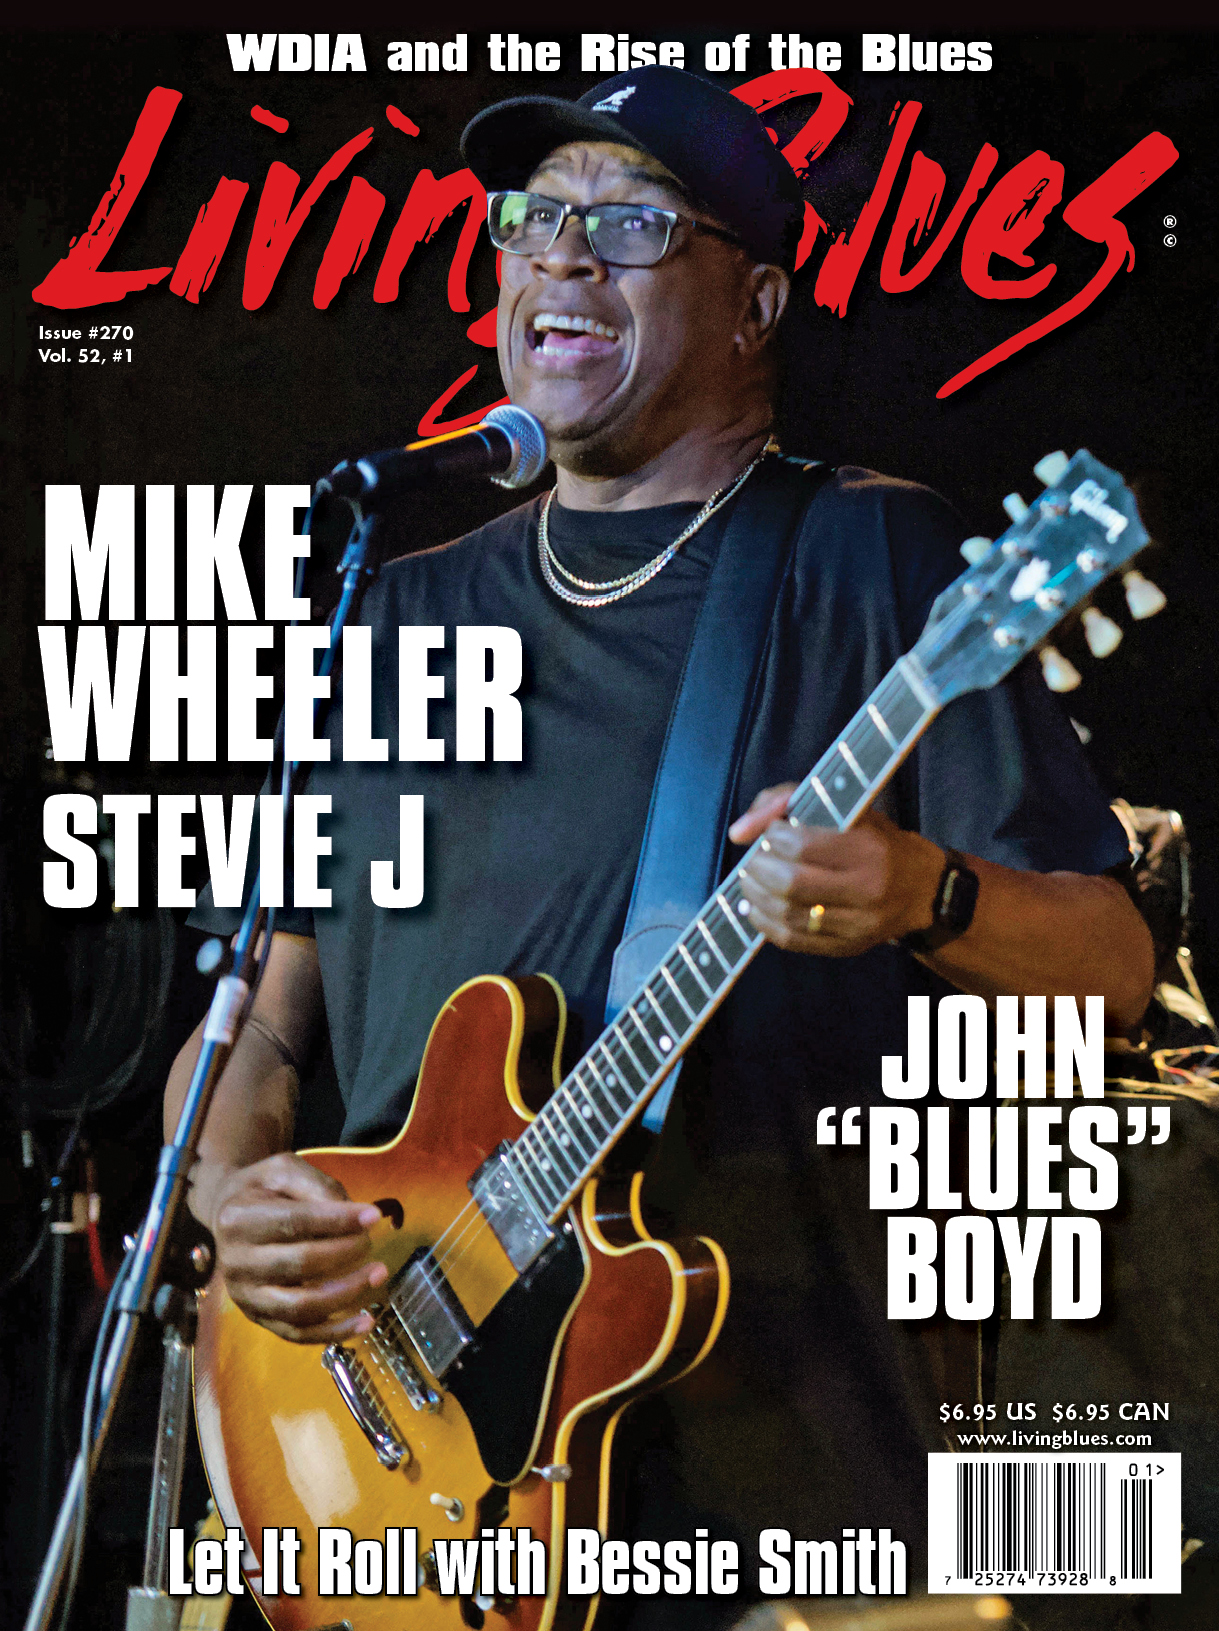 WDIA and the Rise of the Blues
Living Blues
®
©
Issue #270
Vol. 52, #1
MIKE
WHEELER
STEVIE J
Gibson
JOHN
“BLUES”
BOYD
$6.95 US $6.95 CAN
www.livingblues.com
01>
7 25274 73928 8
Let It Roll with Bessie Smith